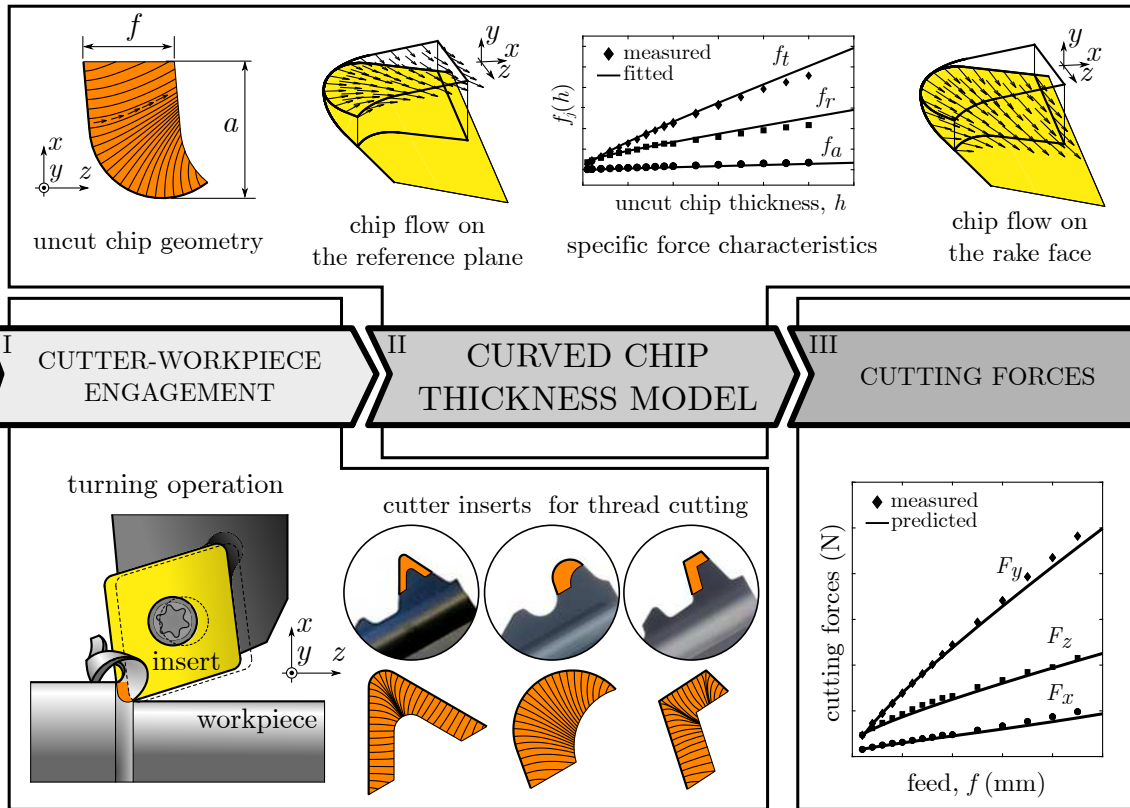 f
a
x
y
z
uncut chip geometry
y
x
z
chip flow on
the reference plane
measured
fitted
f_t
f_r
f_a
f_j(h)
uncut chip thickness, h
specific force characteristics
y
x
z
chip flow on
the rake face
I
CUTTER-WORKPIECE
ENGAGEMENT
II
CURVED CHIP
THICKNESS MODEL
III
CUTTING FORCES
turning operation
insert
x
y
z
workpiece
cutter inserts for thread cutting
measured
predicted
F_y
F_z
F_x
cutting forces (N)
feed, f (mm)